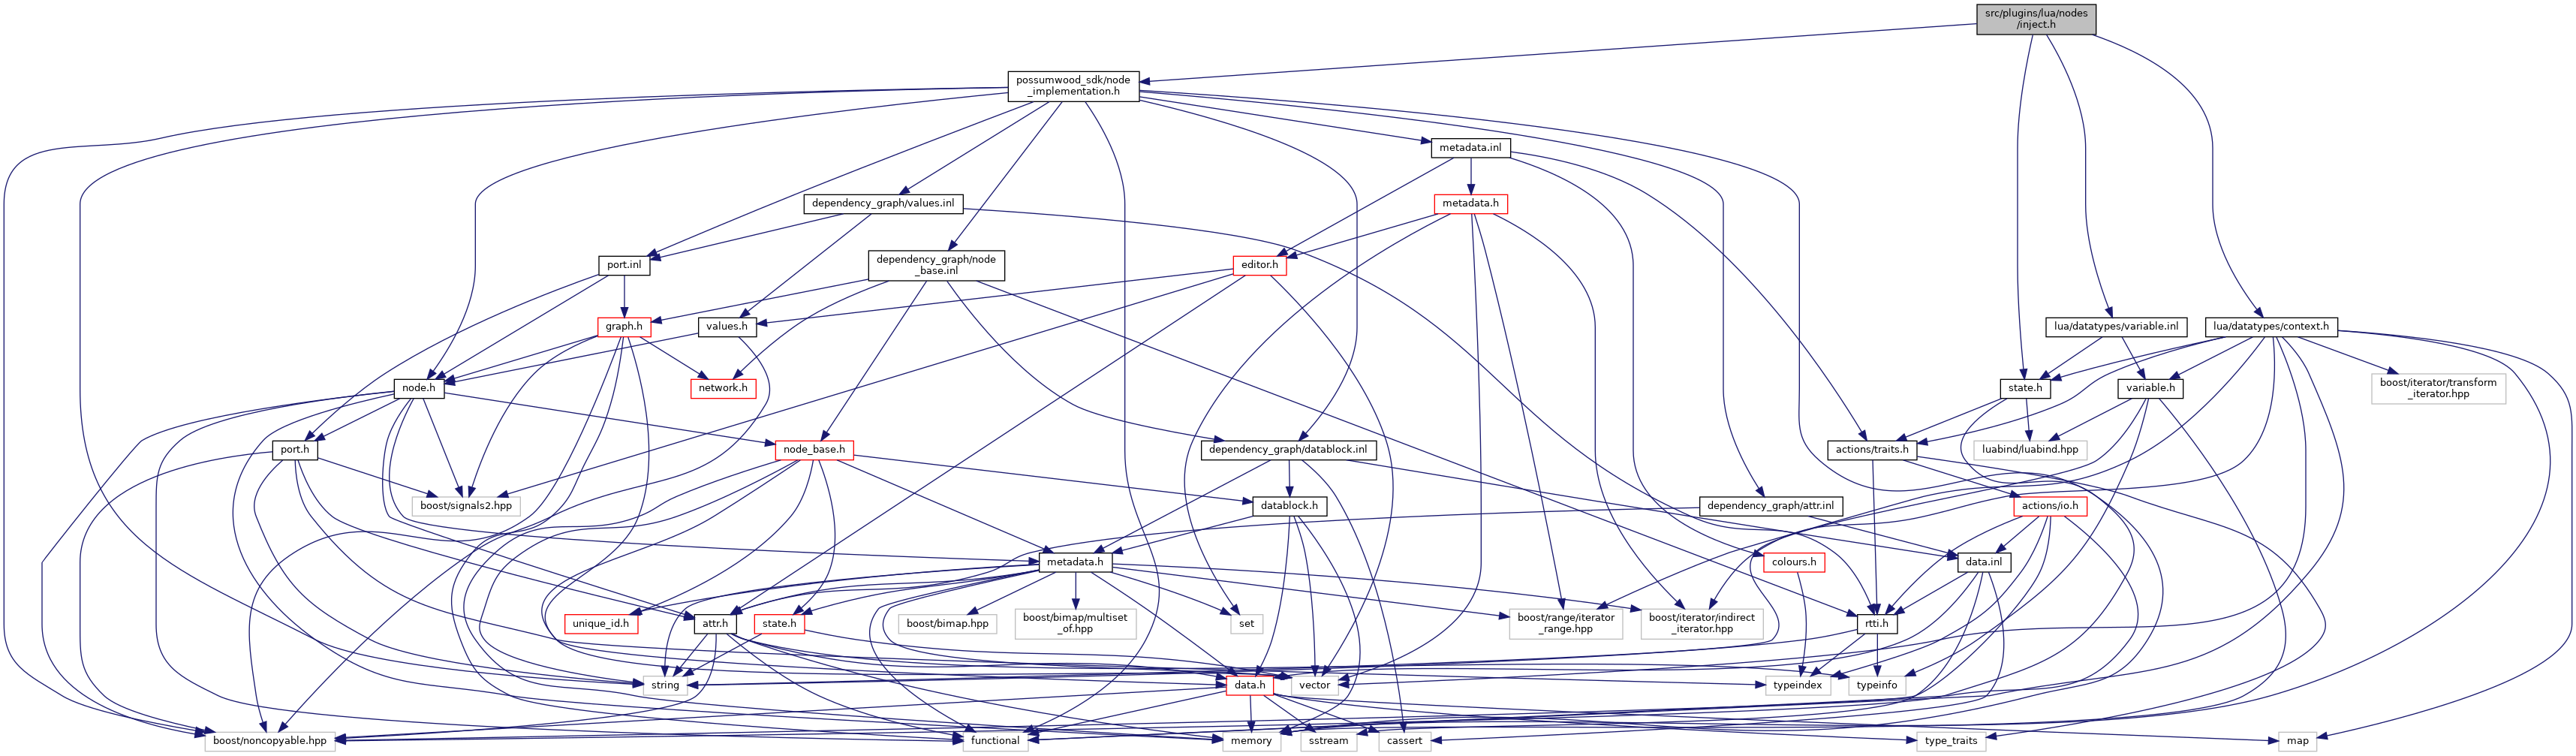 src/plugins/lua/nodes
/inject.h
possumwood_sdk/node
_implementation.h
metadata.inl
dependency_graph/values.inl
metadata.h
port.inl
dependency_graph/node
_base.inl
editor.h
graph.h
values.h
lua/datatypes/variable.inl
lua/datatypes/context.h
node.h
network.h
state.h
variable.h
boost/iterator/transform
_iterator.hpp
port.h
node_base.h
dependency_graph/datablock.inl
actions/traits.h
luabind/luabind.hpp
boost/signals2.hpp
datablock.h
dependency_graph/attr.inl
actions/io.h
metadata.h
colours.h
data.inl
unique_id.h
attr.h
state.h
boost/bimap.hpp
boost/bimap/multiset
_of.hpp
set
boost/range/iterator
_range.hpp
boost/iterator/indirect
_iterator.hpp
rtti.h
string
data.h
vector
typeindex
typeinfo
boost/noncopyable.hpp
functional
memory
sstream
cassert
type_traits
map